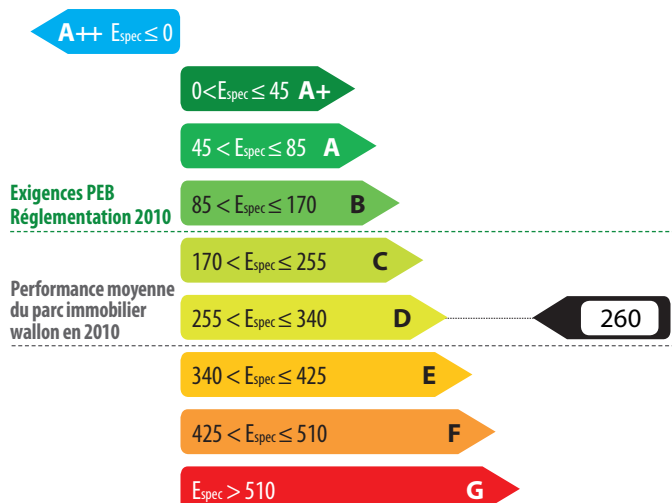 A++ Espec ≤ 0
0<Espec ≤ 45 A+
45 < Espec ≤ 85 A
Exigences PEB
Réglementation 2010
85 < Espec ≤ 170 B
170 < Espec ≤ 255 C
Performance moyenne
du parc immobilier
wallon en 2010
255 < Espec ≤ 340 D
260
340 < Espec ≤ 425 E
425 < Espec ≤ 510 F
Espec > 510 G